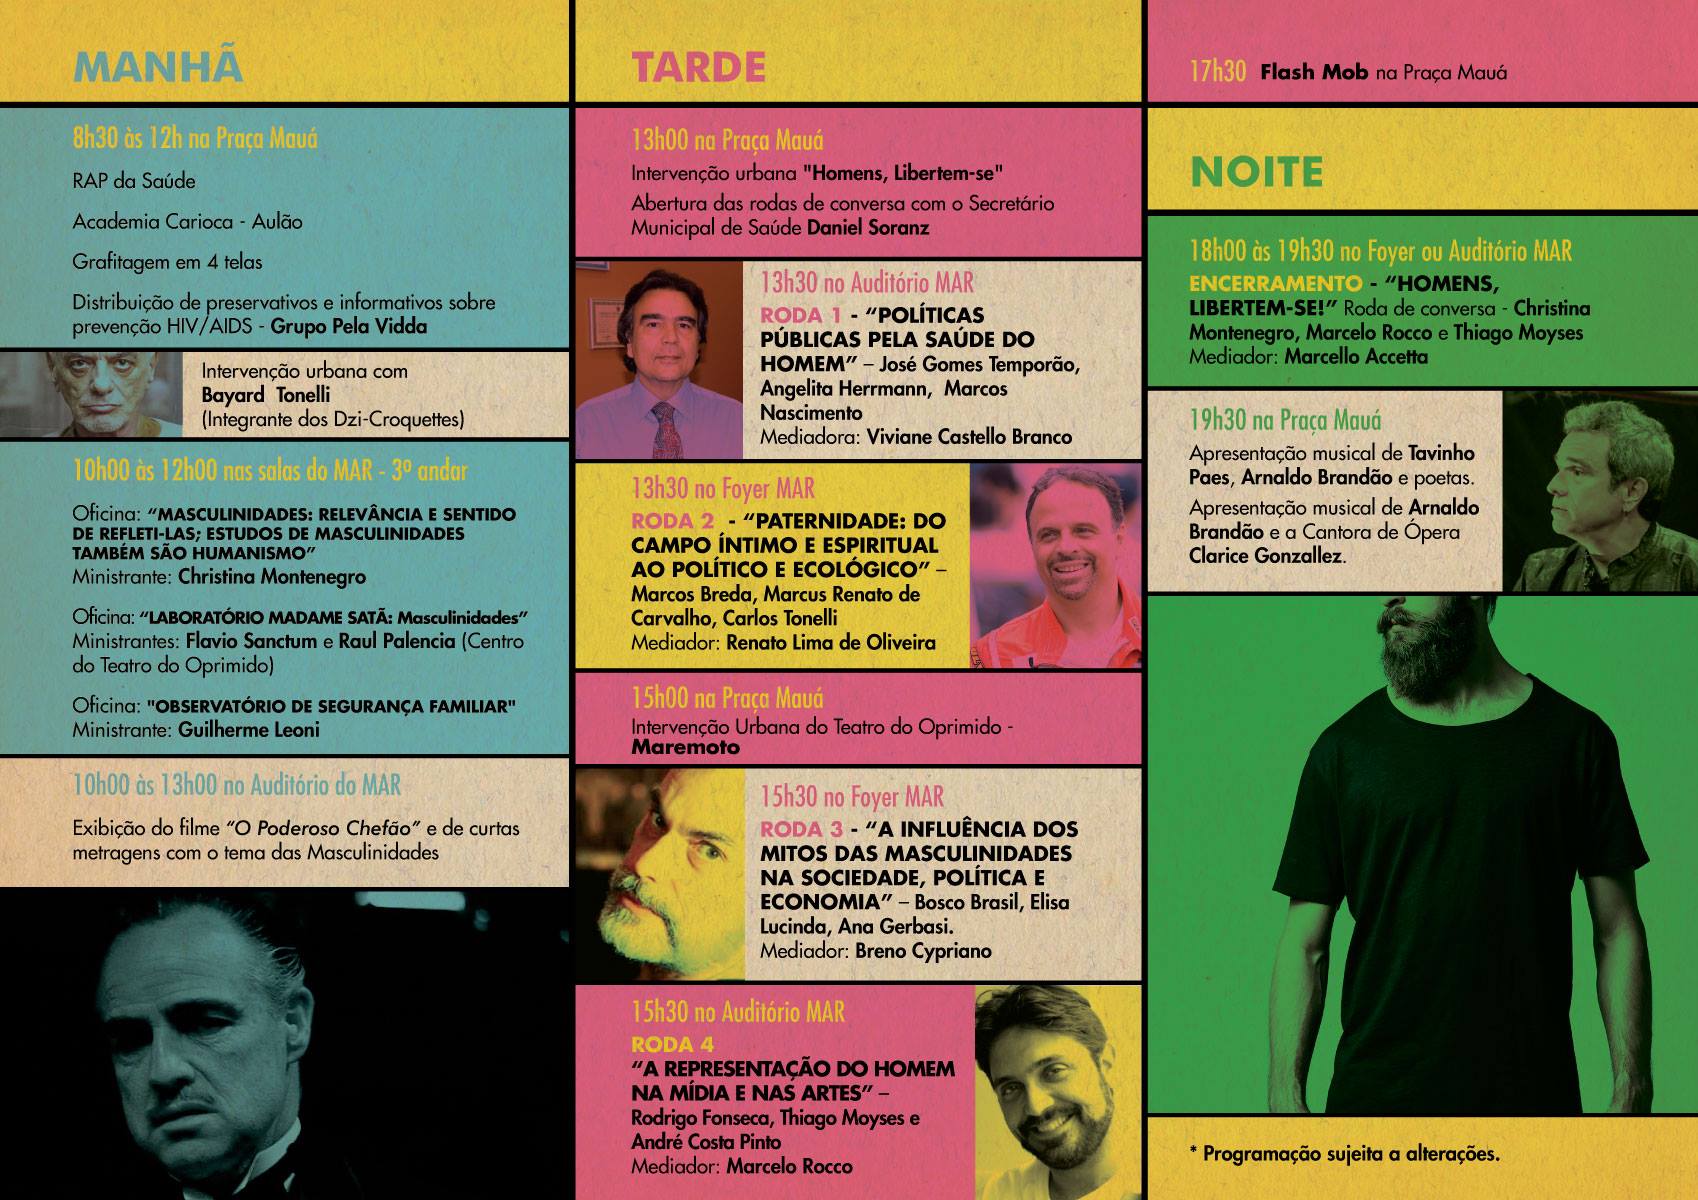 MANHÃ
8h30 às 12h na Praça Mauá
RAP da Saúde
Academia Carioca - Aulão
Grafitagem em 4 telas
Distribuição de preservativos e informativos sobre
prevenção HIV/AIDS - Grupo Pela Vidda
Intervenção urbana com
Bayard Tonelli
(Integrante dos Dzi-Croquettes)
10h00 às 12h00 nas salas do MAR - 3º andar
Oficina: “MASCULINIDADES: RELEVÂNCIA E SENTIDO
DE REFLETI-LAS; ESTUDOS DE MASCULINIDADES
TAMBÉM SÃO HUMANISMO”
Ministrante: Christina Montenegro
Oficina: “LABORATÓRIO MADAME SATÃ: Masculinidades”
Ministrantes: Flavio Sanctum e Raul Palencia (Centro
do Teatro do Oprimido)
Oficina: "OBSERVATÓRIO DE SEGURANÇA FAMILIAR"
Ministrante: Guilherme Leoni
10h00 às 13h00 no Auditório do MAR
Exibição do filme “O Poderoso Chefão” e de curtas
metragens com o tema das Masculinidades
TARDE
13h00 na Praça Mauá
Intervenção urbana "Homens, Libertem-se"
Abertura das rodas de conversa com o Secretário
Municipal de Saúde Daniel Soranz
13h30 no Auditório MAR
RODA 1 - “POLÍTICAS
PÚBLICAS PELA SAÚDE DO
HOMEM” – José Gomes Temporão,
Angelita Herrmann, Marcos
Nascimento
Mediadora: Viviane Castello Branco
13h30 no Foyer MAR
RODA 2 - “PATERNIDADE: DO
CAMPO ÍNTIMO E ESPIRITUAL
AO POLÍTICO E ECOLÓGICO” –
Marcos Breda, Marcus Renato de
Carvalho, Carlos Tonelli
Mediador: Renato Lima de Oliveira
15h00 na Praça Mauá
Intervenção Urbana do Teatro do Oprimido -
Maremoto
15h30 no Foyer MAR
RODA 3 - “A INFLUÊNCIA DOS
MITOS DAS MASCULINIDADES
NA SOCIEDADE, POLÍTICA E
ECONOMIA” – Bosco Brasil, Elisa
Lucinda, Ana Gerbasi.
Mediador: Breno Cypriano
15h30 no Auditório MAR
RODA 4
“A REPRESENTAÇÃO DO HOMEM
NA MÍDIA E NAS ARTES” –
Rodrigo Fonseca, Thiago Moyses e
André Costa Pinto
Mediador: Marcelo Rocco
17h30 Flash Mob na Praça Mauá
NOITE
18h00 às 19h30 no Foyer ou Auditório MAR
ENCERRAMENTO - “HOMENS,
LIBERTEM-SE!” Roda de conversa - Christina
Montenegro, Marcelo Rocco e Thiago Moyses
Mediador: Marcello Accetta
19h30 na Praça Mauá
Apresentação musical de Tavinho
Paes, Arnaldo Brandão e poetas.
Apresentação musical de Arnaldo
Brandão e a Cantora de Ópera
Clarice Gonzallez.
* Programação sujeita a alterações.